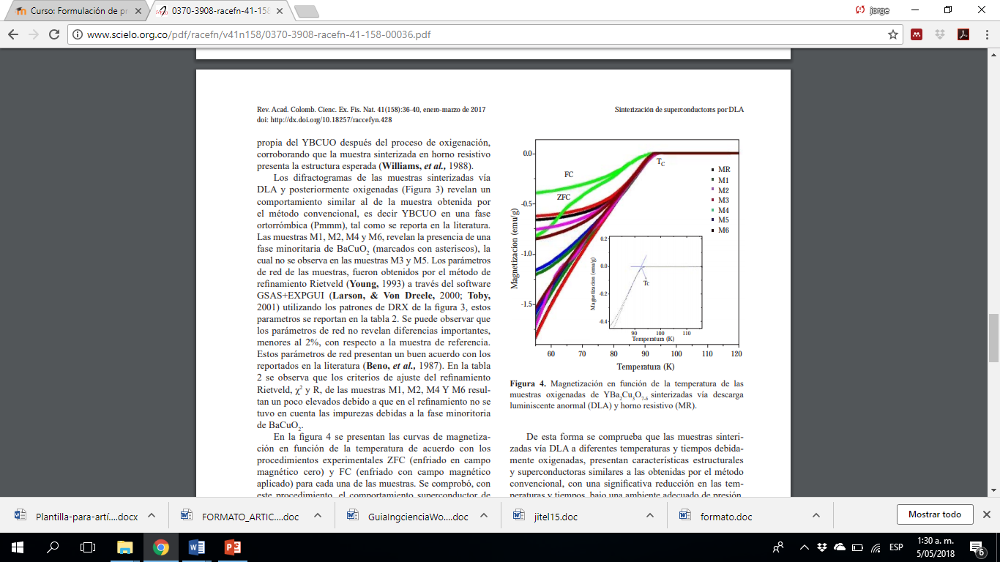 Curso: Formulación de pr
0370-3908-racefn-41-158
jorge
www.scielo.org.co/pdf/racefn/v41n158/0370-3908-racefn-41-158-00036.pdf
Rev. Acad. Colomb. Cienc. Ex. Fis. Nat. 41(158):36-40, enero-marzo de 2017
doi: http://dx.doi.org/10.18257/raccefyn.428
Sinterización de superconductores por DLA
propia del YBCUO después del proceso de oxigenación,
corroborando que la muestra sinterizada en horno resistivo
presenta la estructura esperada (Williams, et al., 1988).
Los difractogramas de las muestras sinterizadas vía
DLA y posteriormente oxigenadas (Figura 3) revelan un
comportamiento similar al de la muestra obtenida por
el método convencional, es decir YBCUO en una fase
ortorrómbica (Pmmm), tal como se reporta en la literatura.
Las muestras M1, M2, M4 y M6, revelan la presencia de una
fase minoritaria de BaCuO2 (marcados con asteriscos), la
cual no se observa en las muestras M3 y M5. Los parámetros
de red de las muestras, fueron obtenidos por el método de
refinamiento Rietveld (Young, 1993) a través del software
GSAS+EXPGUI (Larson, & Von Dreele, 2000; Toby,
2001) utilizando los patrones de DRX de la figura 3, estos
parametros se reportan en la tabla 2. Se puede observar que
los parámetros de red no revelan diferencias importantes,
menores al 2%, con respecto a la muestra de referencia.
Estos parámetros de red presentan un buen acuerdo con los
reportados en la literatura (Beno, et al., 1987). En la tabla
2 se observa que los criterios de ajuste del refinamiento
Rietveld, χ2 y R, de las muestras M1, M2, M4 Y M6 resul-
tan un poco elevados debido a que en el refinamiento no se
tuvo en cuenta las impurezas debidas a la fase minoritoria
de BaCuO2.
En la figura 4 se presentan las curvas de magnetiza-
ción en función de la temperatura de acuerdo con los
procedimientos experimentales ZFC (enfriado en campo
magnético cero) y FC (enfriado con campo magnético
aplicado) para cada una de las muestras. Se comprobó, con
este procedimiento, el comportamiento superconductor de
0.0
-0.5
-1.0
-1.5
Magnetizacion (emu/g)
FC
ZFC
TC
MR
M1
M2
M3
M4
M5
M6
0.2
0.0
-0.2
-0.4
Magnetizacion (emu/g)
Tc
90 100 110
Temperatura (K)
60 70 80 90 100 110 120
Temperatura (K)
Figura 4. Magnetización en función de la temperatura de las
muestras oxigenadas de YBa2Cu3O7-δ sinterizadas vía descarga
luminiscente anormal (DLA) y horno resistivo (MR).
De esta forma se comprueba que las muestras sinteri-
zadas vía DLA a diferentes temperaturas y tiempos debida-
mente oxigenadas, presentan características estructurales
y superconductoras similares a las obtenidas por el método
convencional, con una significativa reducción en las tem-
peraturas y tiempos, bajo una ambiente adecuado de presión,
Plantilla-para-artí....docx
FORMATO_ARTIC....doc
GuiaIngcienciaWo....doc
jitel15.doc
formato.doc
Mostrar todo
ESP
1:30 a. m.
5/05/2018
6